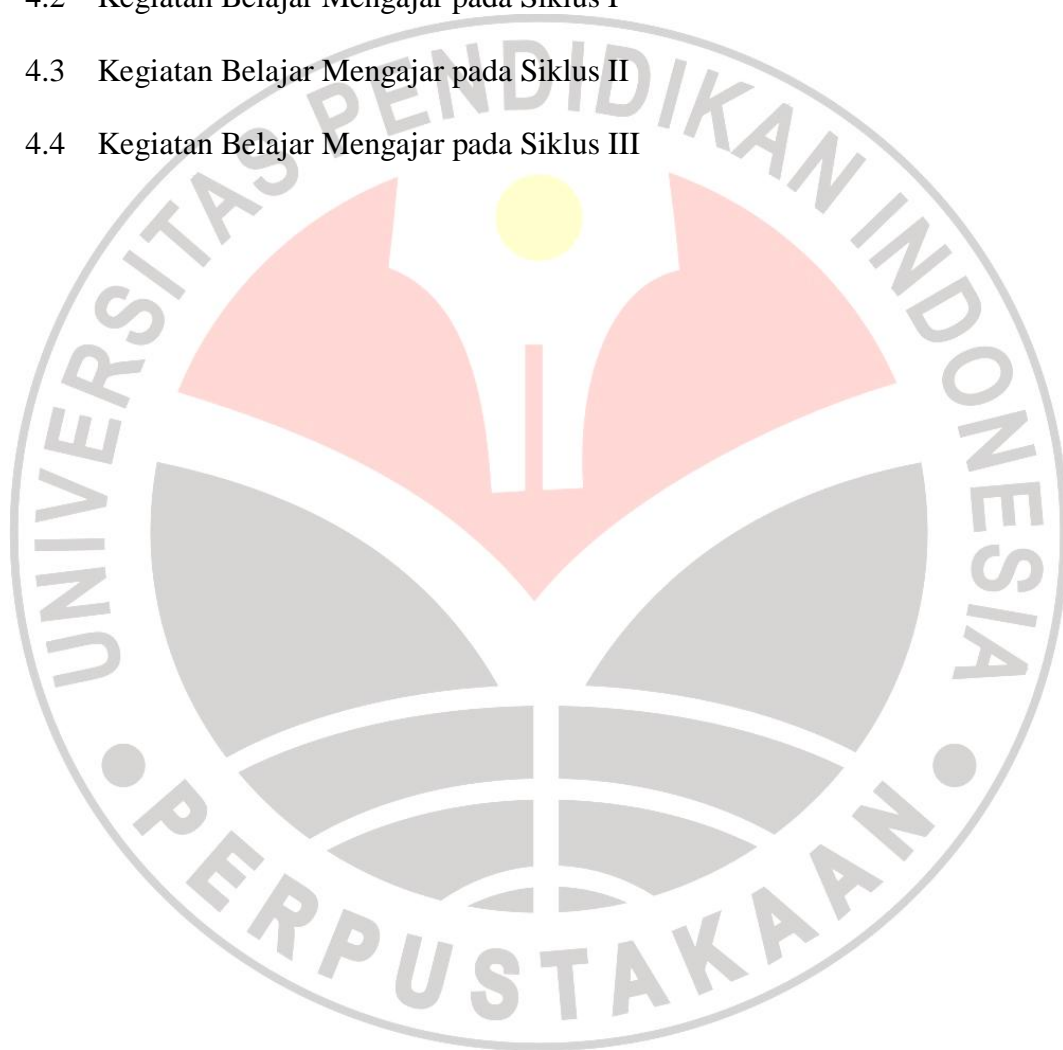 4.2 Kegiatan Belajar Mengajar pada Siklus I
4.3 Kegiatan Belajar Mengajar pada Siklus II
4.4 Kegiatan Belajar Mengajar pada Siklus III
UNIVERSITAS PENDIDIKAN INDONESIA
PERPUSTAKAAN